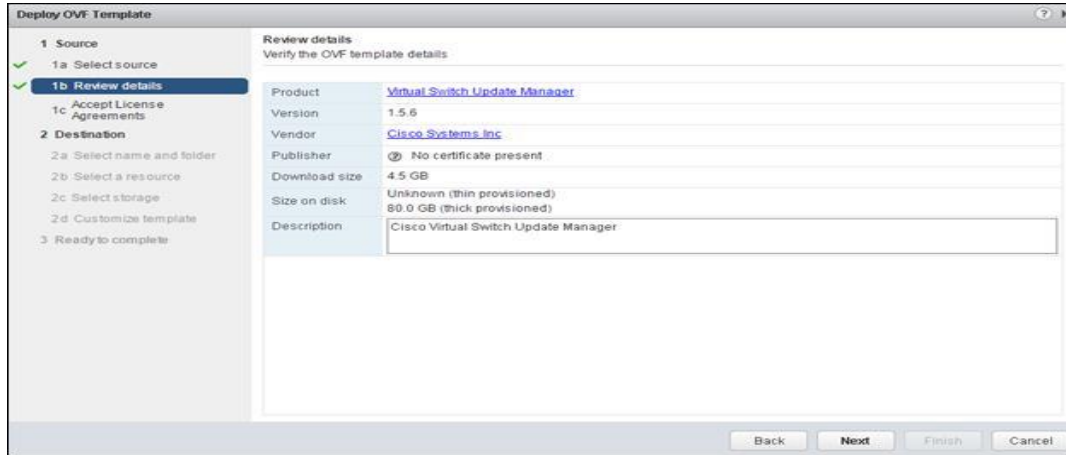 Deploy OVF Template
?
1 Source
1a Select source
1b Review details
1c Accept License
Agreements
2 Destination
2a Select name and folder
2b Select a resource
2c Select storage
2d Customize template
3 Ready to complete
Review details
Verify the OVF template details
Product Virtual Switch Update Manager
Version 1.5.6
Vendor Cisco Systems Inc
Publisher ? No certificate present
Download size 4.5 GB
Size on disk Unknown (thin provisioned)
80.0 GB (thick provisioned)
Description Cisco Virtual Switch Update Manager
Back Next Finish Cancel